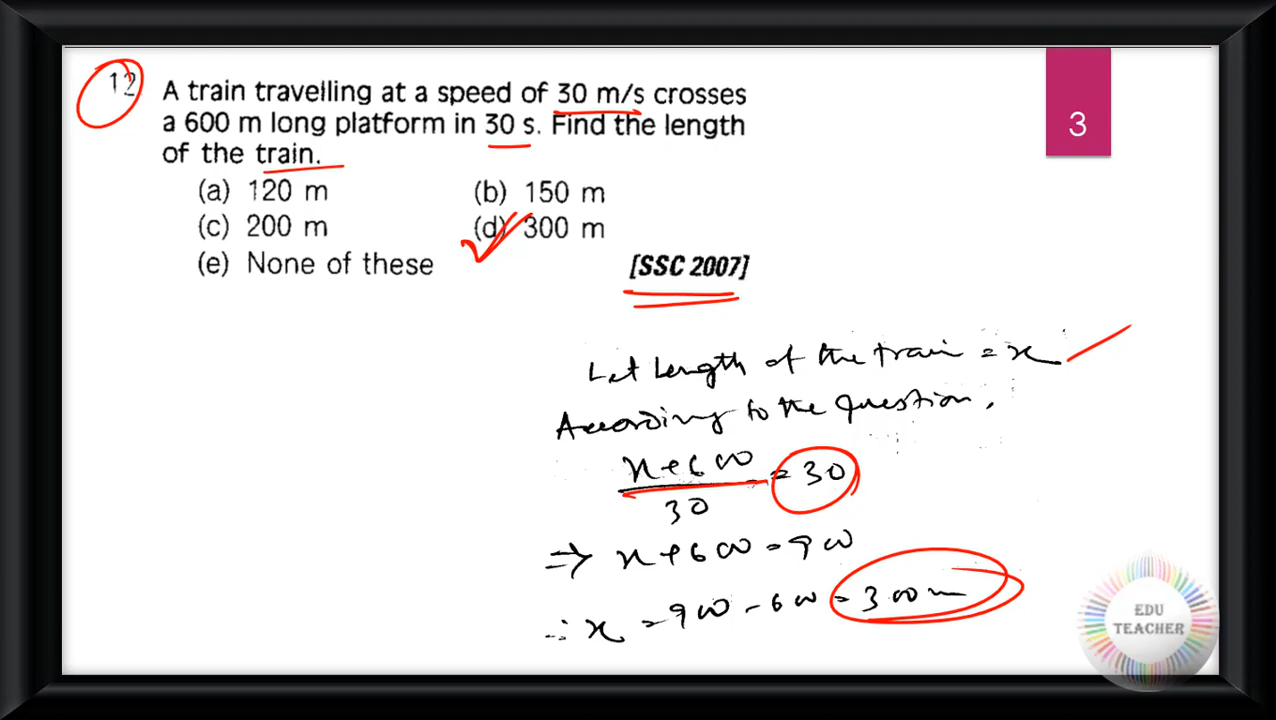 12 A train travelling at a speed of 30 m/s crosses
a 600 m long platform in 30 s. Find the length
of the train.
(a) 120 m (b) 150 m
(c) 200 m (d) 300 m
(e) None of these
[SSC 2007]
3
Let Length of the train = x
According to the question,
x+600
/30 = 30
⇒ x+600 = 900
∴ x = 900 - 600 = 300m
EDU
TEACHER